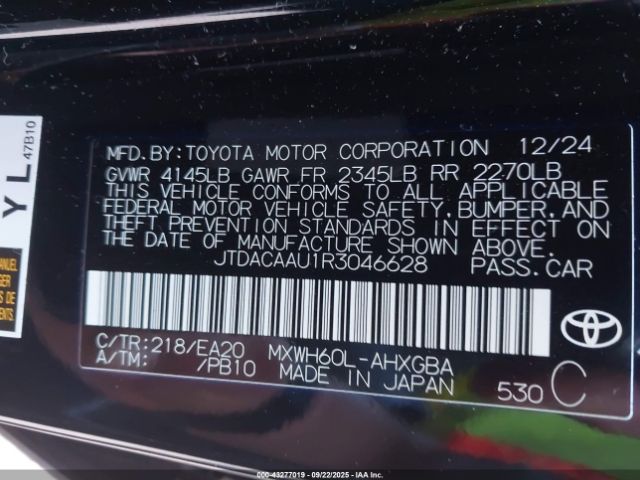 MFD.BY:TOYOTA MOTOR CORPORATION 12/24
GVWR 4145LB GAWR FR 2345LB RR 2270LB
THIS VEHICLE CONFORMS TO ALL APPLICABLE
FEDERAL MOTOR VEHICLE SAFETY,BUMPER,AND
THEFT PREVENTION STANDARDS IN EFFECT ON
THE DATE OF MANUFACTURE SHOWN ABOVE.
JTDACAAU1R3046628 PASS.CAR
C/TR:218/EA20 MXWH60L-AHXGBA
A/TM: /PB10 MADE IN JAPAN 530 C
YL
47B10
MANUEL
000-43277019 - 09/22/2025 - COPYRIGHT IAA